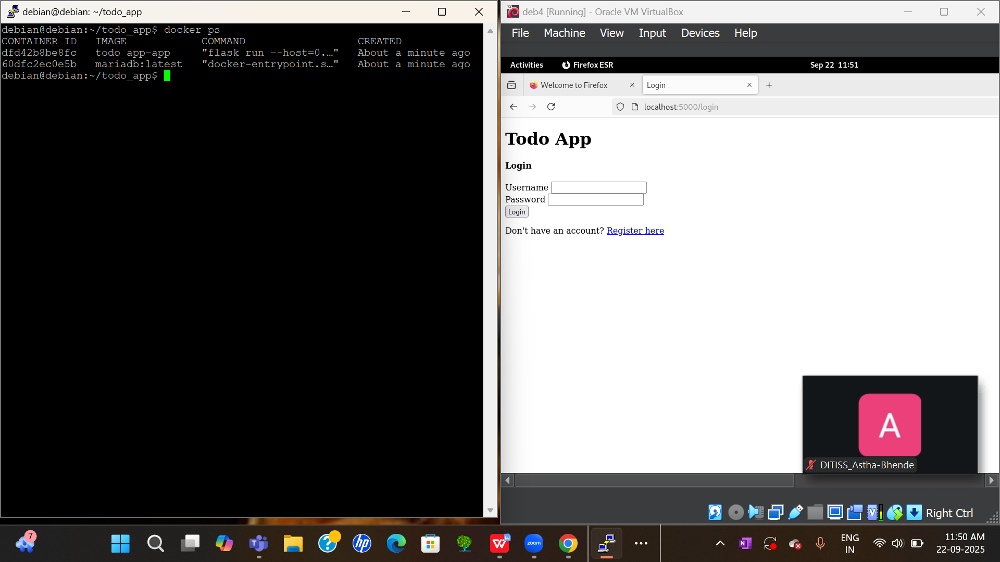 debian@debian: ~/todo_app
debian@debian:~/todo_app$ docker ps
CONTAINER ID IMAGE COMMAND CREATED
dfd42b8be8fc todo_app-app "flask run --host=0.…" About a minute ago
60dfc2ec0e5b mariadb:latest "docker-entrypoint.s…" About a minute ago
debian@debian:~/todo_app$
deb4 [Running] - Oracle VM VirtualBox
File Machine View Input Devices Help
Activities Firefox ESR Sep 22 11:51
Welcome to Firefox Login
localhost:5000/login
Todo App
Login
Username
Password
Login
Don't have an account? Register here
A
DITISS_Astha-Bhende
Right Ctrl
7
zoom
ENG
IN
11:50 AM
22-09-2025